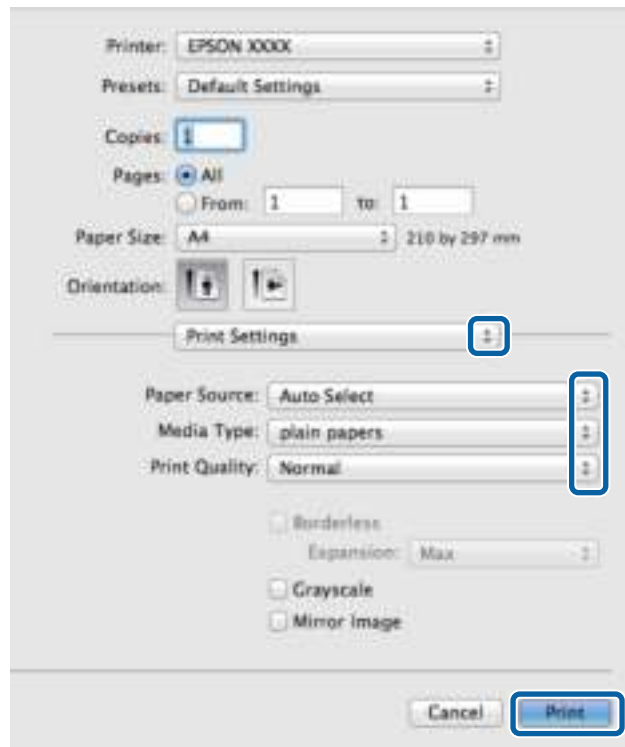 Printer: EPSON XXXX
Presets: Default Settings
Copies: 1
Pages: All
From: 1 to: 1
Paper Size: A4 210 by 297 mm
Orientation:
Print Settings
Paper Source: Auto Select
Media Type: plain papers
Print Quality: Normal
Borderless
Expansion: Max
Grayscale
Mirror Image
Cancel Print